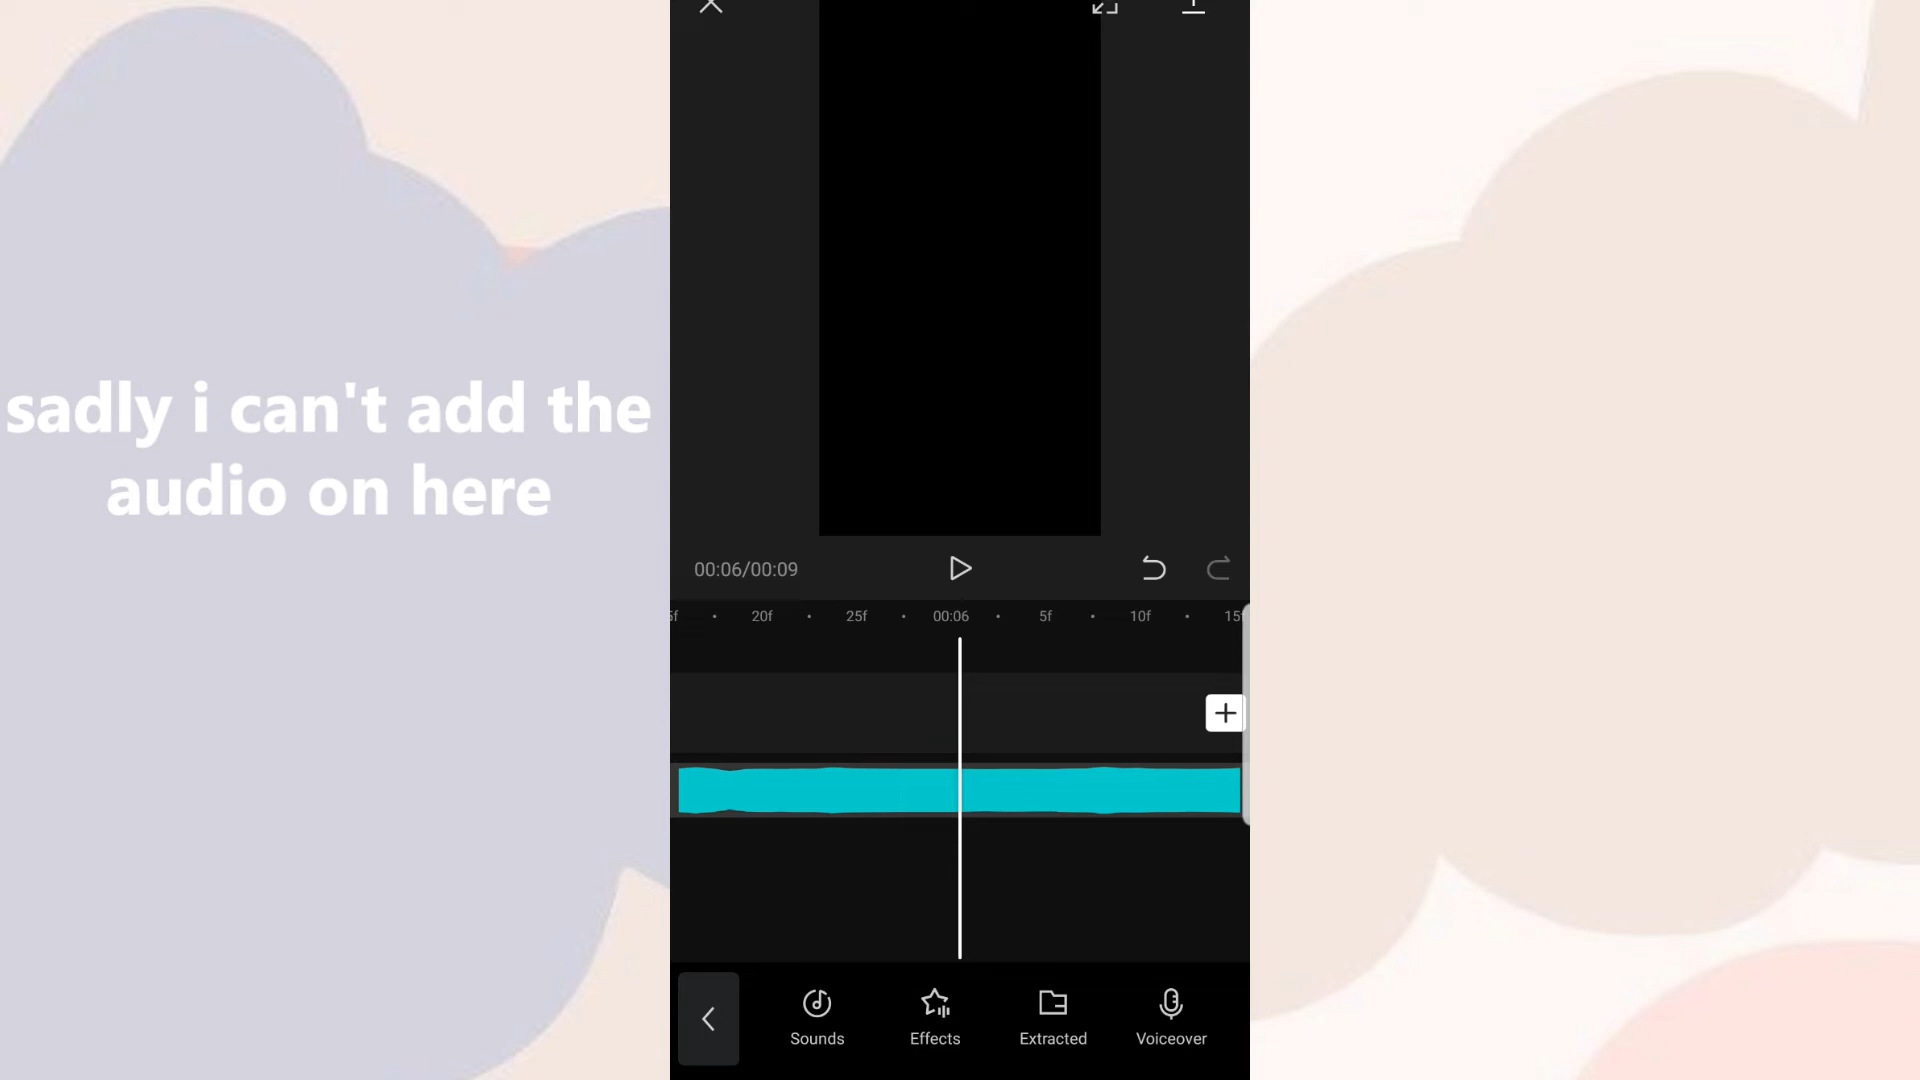 sadly i can't add the
audio on here
00:06/00:09
20f
25f
00:06
5f
10f
Sounds
Effects
Extracted
Voiceover